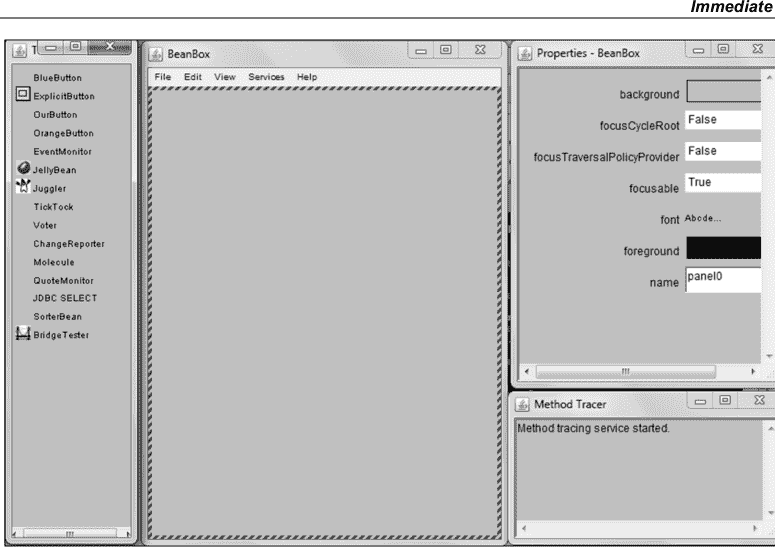 Immediate
T
BlueButton
ExplicitButton
OurButton
OrangeButton
EventMonitor
JellyBean
Juggler
TickTock
Voter
ChangeReporter
Molecule
QuoteMonitor
JDBC SELECT
SorterBean
BridgeTester
BeanBox
File Edit View Services Help
Properties - BeanBox
background
focusCycleRoot False
focusTraversalPolicyProvider False
focusable True
font Abcde...
foreground
name panel0
Method Tracer
Method tracing service started.